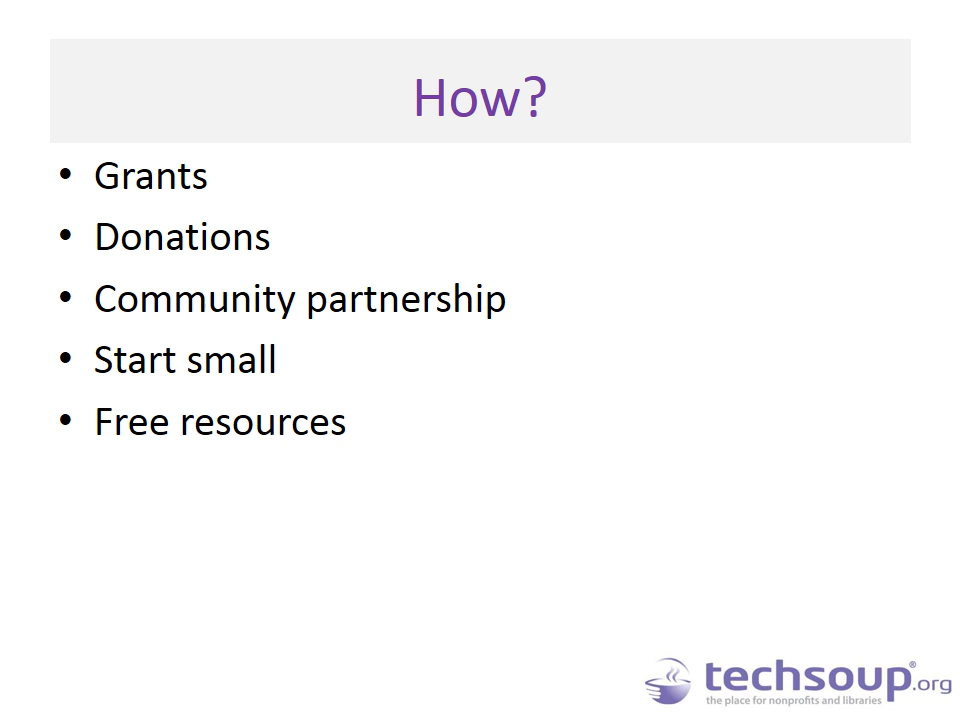 How?
• Grants
• Donations
• Community partnership
• Start small
• Free resources
techsoup®.org
the place for nonprofits and libraries